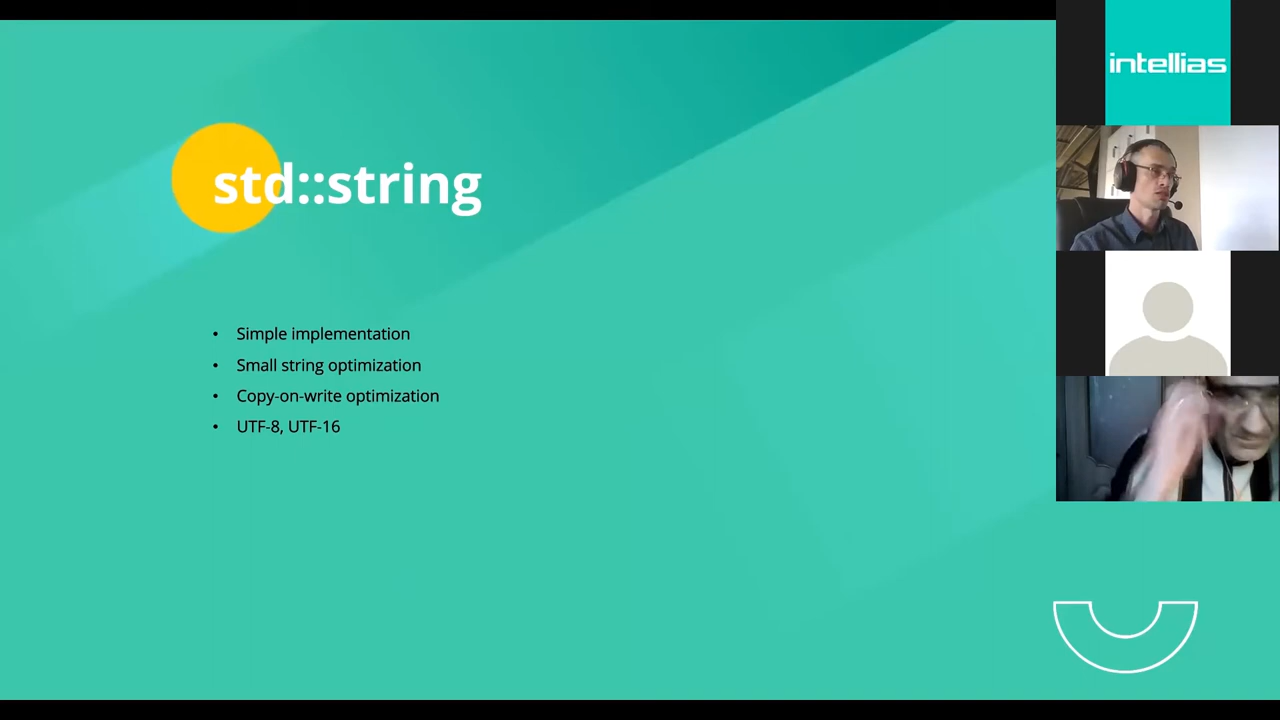 std::string
• Simple implementation
• Small string optimization
• Copy-on-write optimization
• UTF-8, UTF-16
intellias